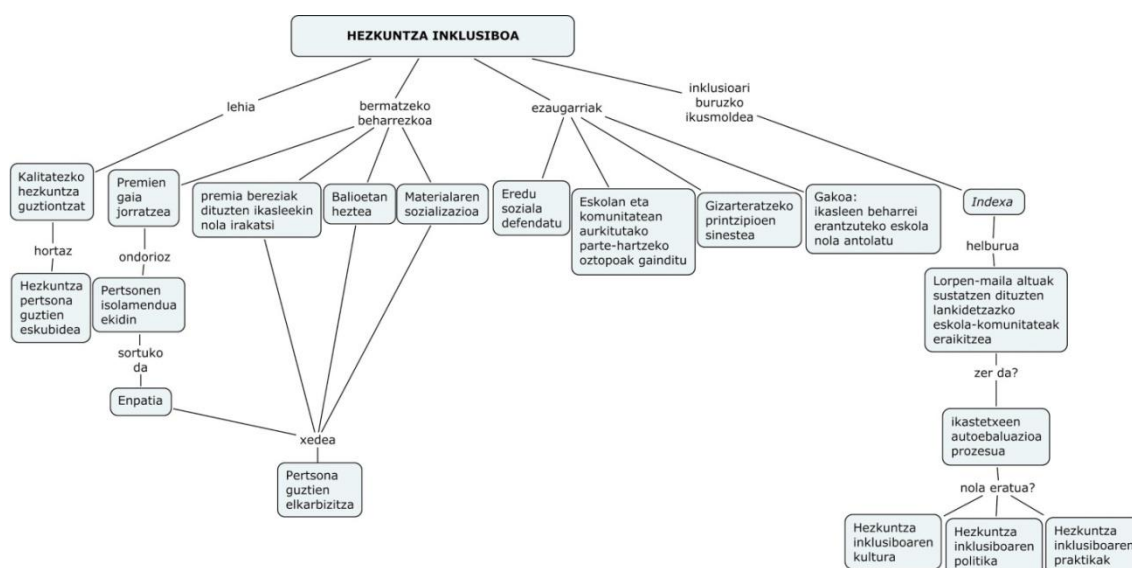 HEZKUNTZA INKLUSIBOA
lehia
bermatzeko
beharrezkoa
ezaugarriak
inklusioari
buruzko
ikusmoldea
Kalitatezko
hezkuntza
guztiontzat
Premien
gaia
jorratzea
premia bereziak
dituzten ikasleekin
nola irakatsi
Balioetan
heztea
Materialaren
sozializazioa
Eredu
soziala
defendatu
Eskolan eta
komunitatean
aurkitutako
parte-hartzeko
oztopoak gainditu
Gizarteratzeko
printzipioen
sinestea
Gakoa:
ikasleen beharrei
erantzuteko eskola
nola antolatu
Indexa
hortaz
ondorioz
helburua
Hezkuntza
pertsona
guztien
eskubidea
Pertsonen
isolamendua
ekidin
Lorpen-maila altuak
sustatzen dituzten
lankidetzazko
eskola-komunitateak
eraikitzea
sortuko
da
zer da?
Enpatia
xedea
ikastetxeen
autoebaluazioa
prozesua
Pertsona
guztien
elkarbizitza
nola eratua?
Hezkuntza
inklusiboaren
kultura
Hezkuntza
inklusiboaren
politika
Hezkuntza
inklusiboaren
praktikak